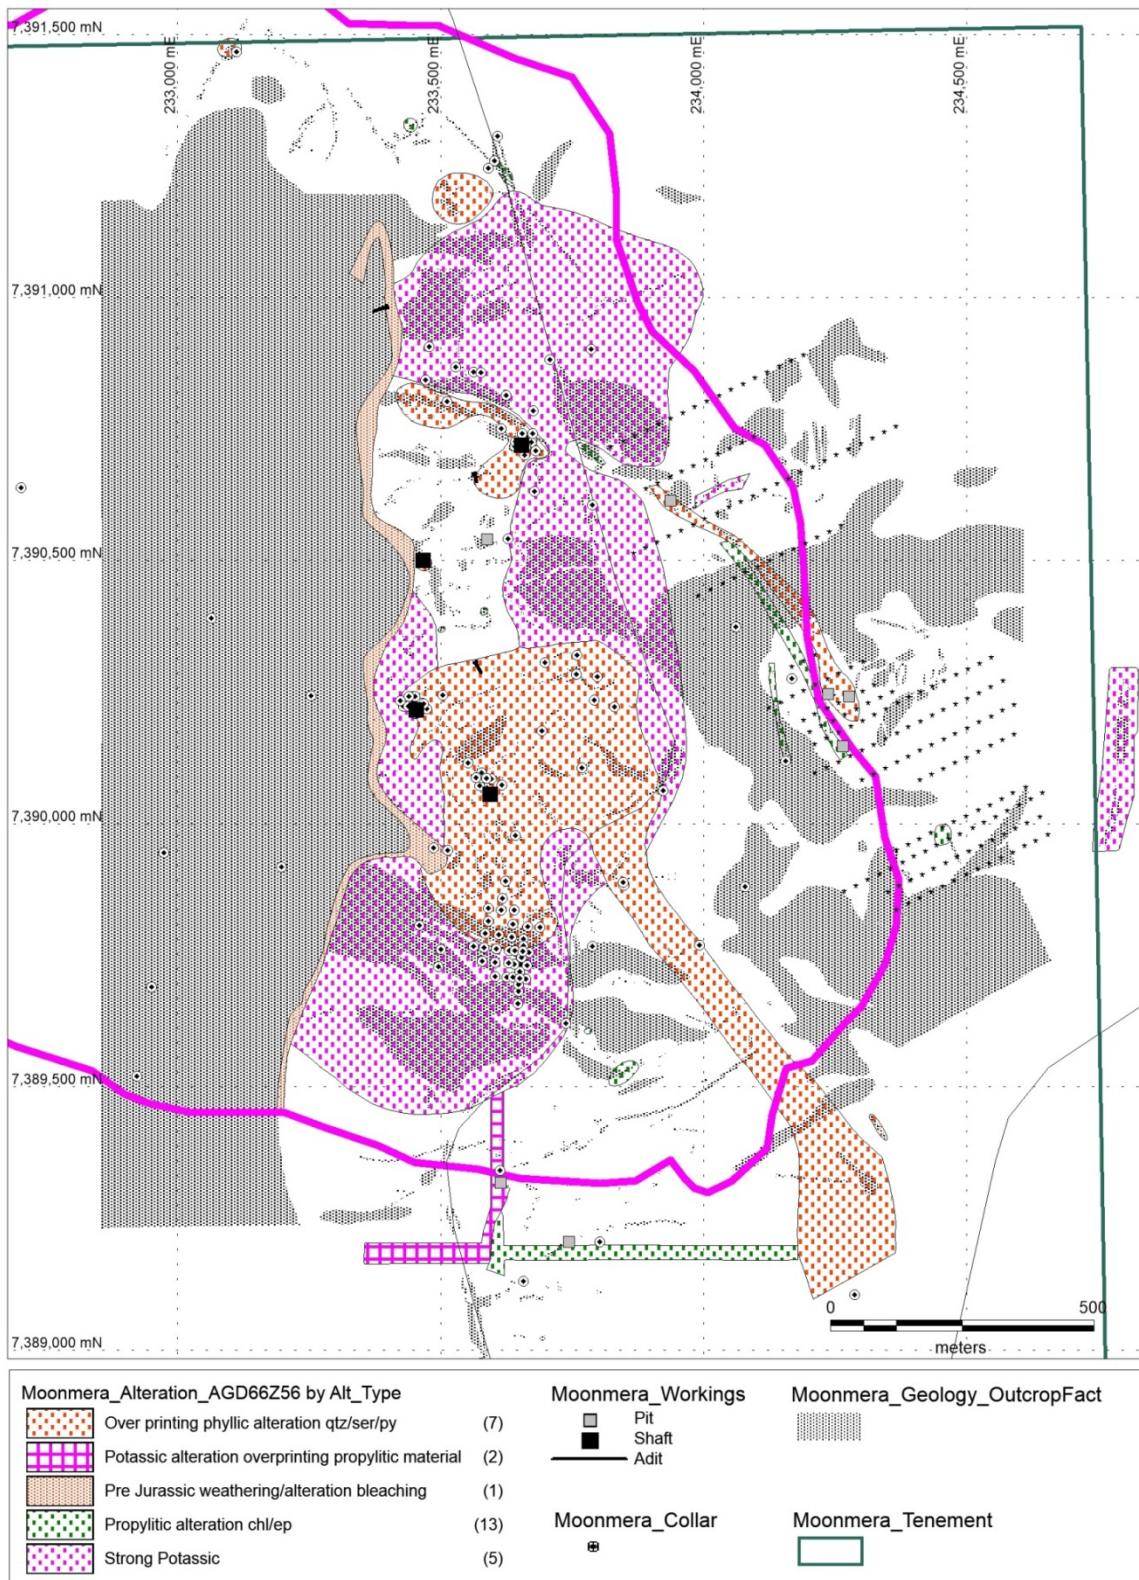 7,391,500 mN
233,000 mE
233,500 mE
234,000 mE
234,500 mE
7,391,000 mN
7,390,500 mN
7,390,000 mN
7,389,500 mN
7,389,000 mN
0 500
meters
Moonmera_Alteration_AGD66Z56 by Alt_Type
Over printing phyllic alteration qtz/ser/py (7)
Potassic alteration overprinting propylitic material (2)
Pre Jurassic weathering/alteration bleaching (1)
Propylitic alteration chl/ep (13)
Strong Potassic (5)
Moonmera_Workings
Pit
Shaft
Adit
Moonmera_Collar
Moonmera_Geology_OutcropFact
Moonmera_Tenement